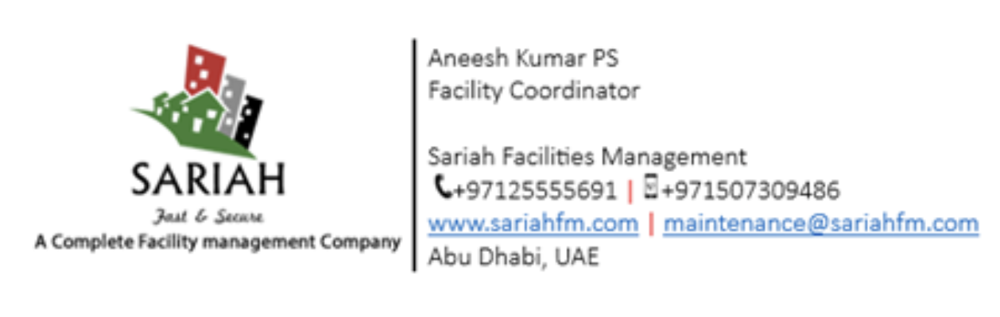 SARIAH
Fast & Secure
A Complete Facility management Company
Aneesh Kumar PS
Facility Coordinator
Sariah Facilities Management
+97125555691 | +971507309486
www.sariahfm.com | maintenance@sariahfm.com
Abu Dhabi, UAE